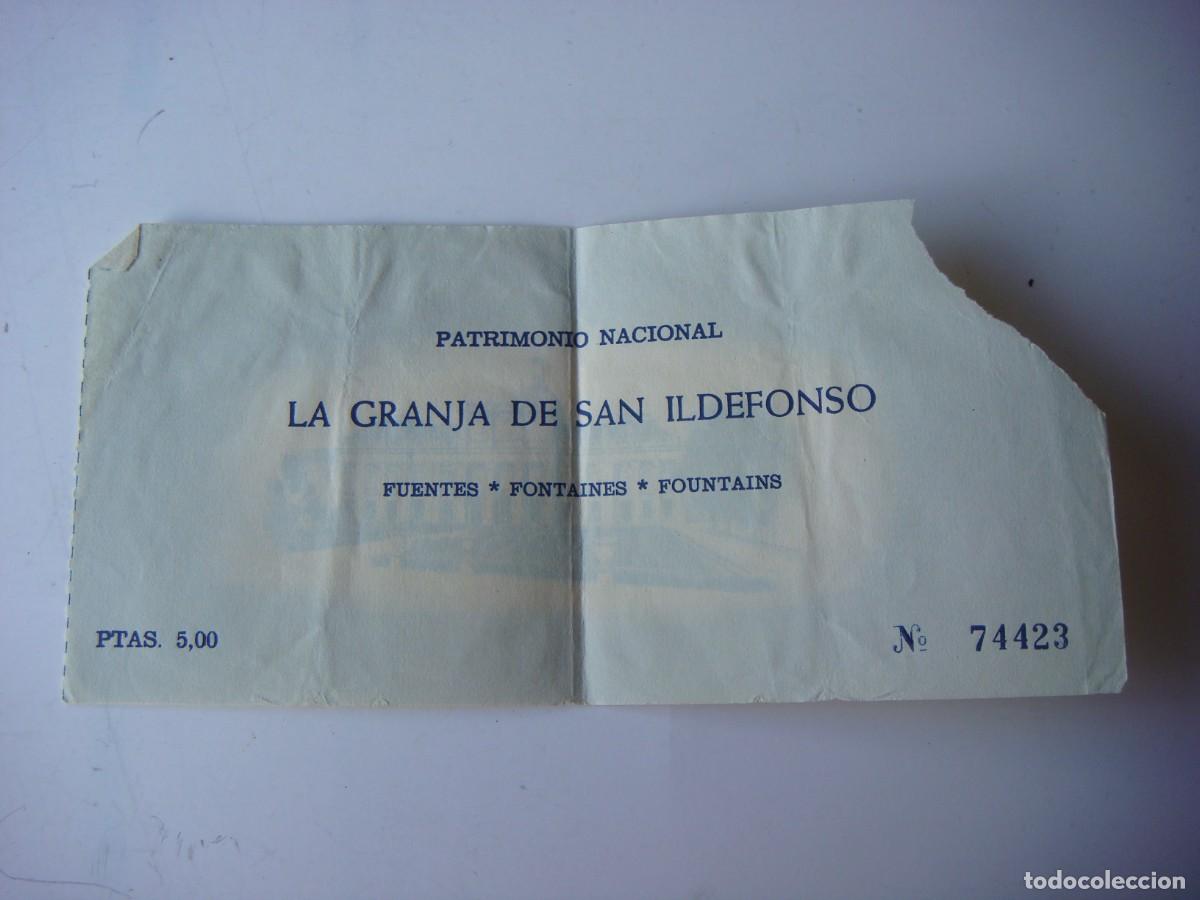 PATRIMONIO NACIONAL
LA GRANJA DE SAN ILDEFONSO
FUENTES * FONTAINES * FOUNTAINS
PTAS. 5,00
Nº 74423
todocoleccion